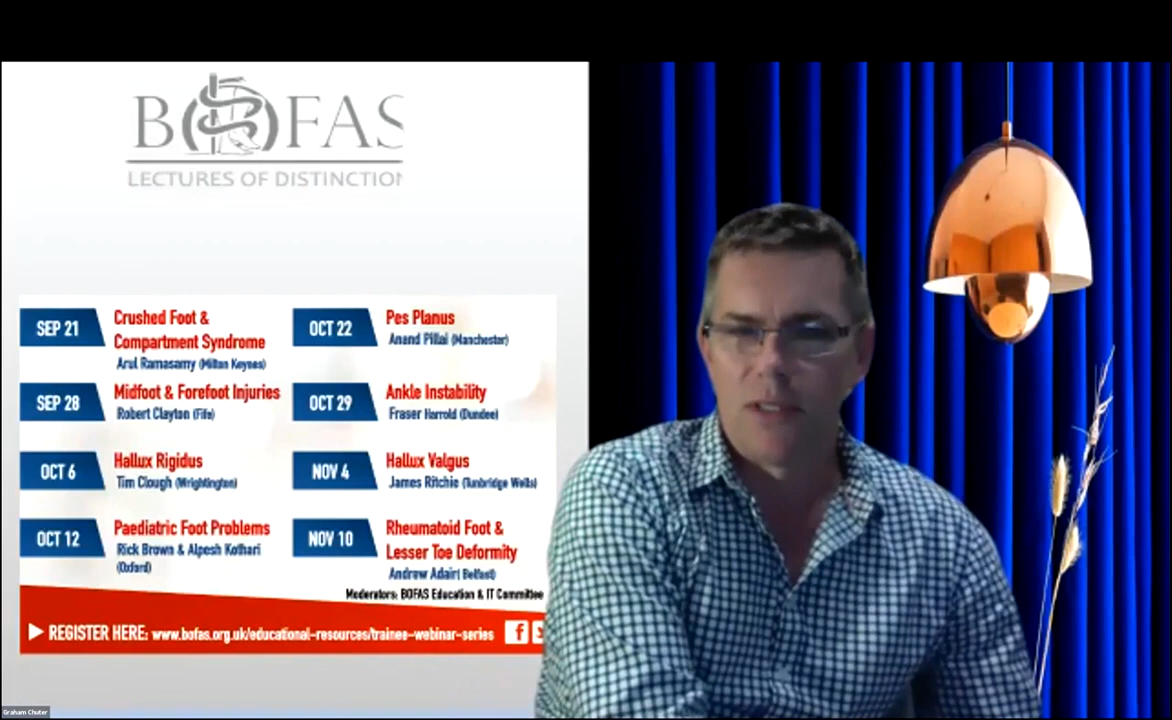 BOFAS
LECTURES OF DISTINCTION
SEP 21
Crushed Foot &
Compartment Syndrome
Arul Ramasamy (Milton Keynes)
SEP 28
Midfoot & Forefoot Injuries
Robert Clayton (Fife)
OCT 6
Hallux Rigidus
Tim Clough (Wrightington)
OCT 12
Paediatric Foot Problems
Rick Brown & Alpesh Kothari
(Oxford)
OCT 22
Pes Planus
Anand Pillai (Manchester)
OCT 29
Ankle Instability
Fraser Harrold (Dundee)
NOV 4
Hallux Valgus
James Ritchie (Tunbridge Wells)
NOV 10
Rheumatoid Foot &
Lesser Toe Deformity
Andrew Adair( Belfast)
Moderators: BOFAS Education & IT Committee
REGISTER HERE: www.bofas.org.uk/educational-resources/trainee-webinar-series
Graham Chuter